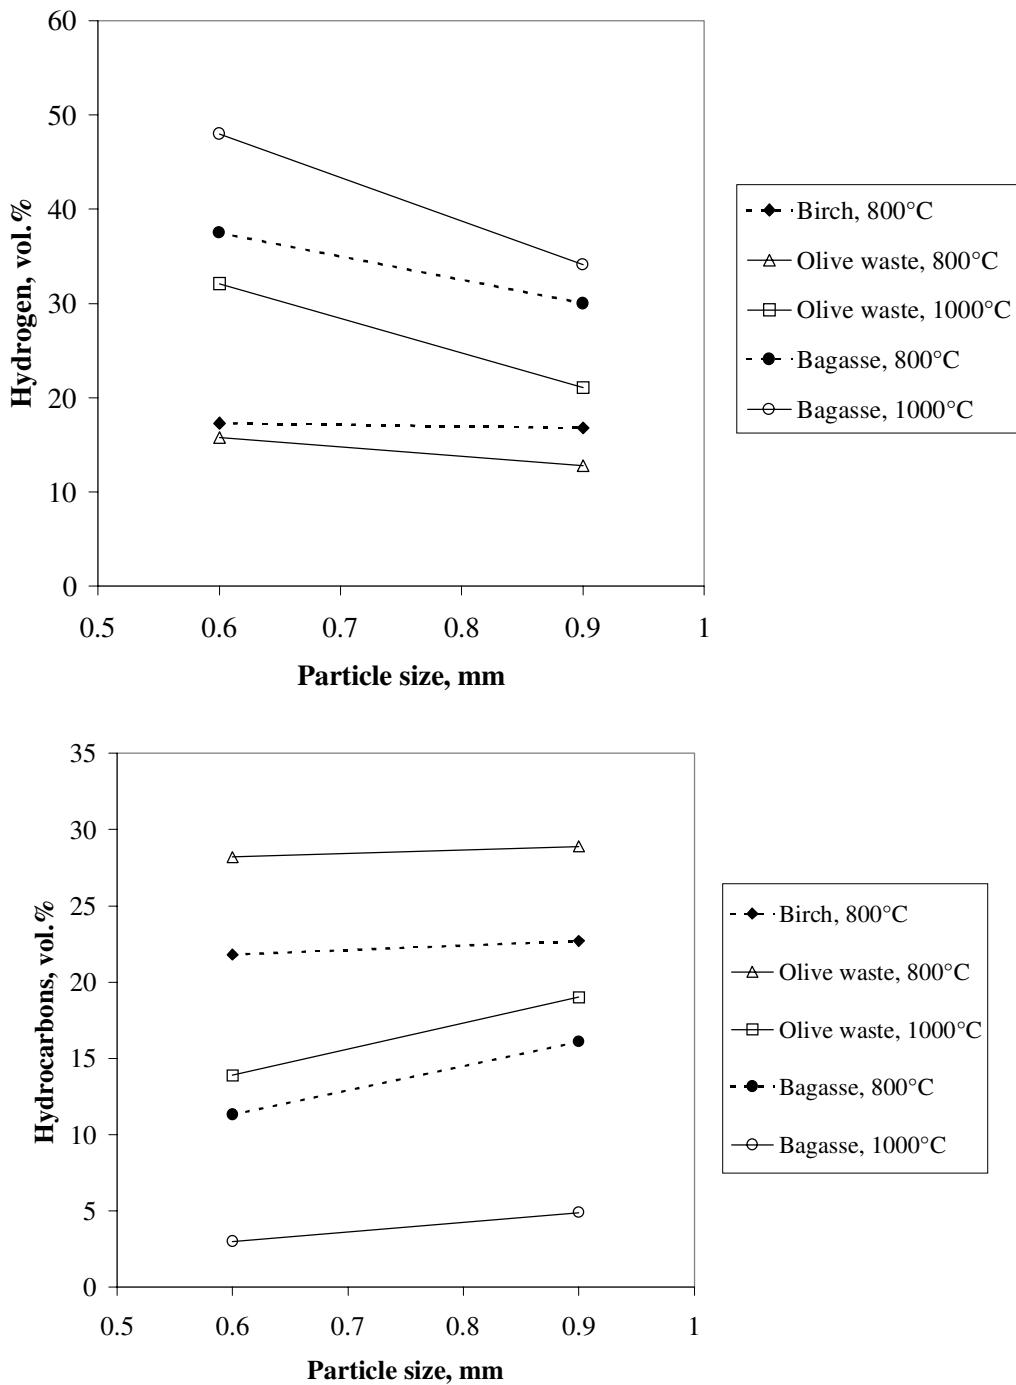 60
50
40
30
20
10
0
Hydrogen, vol.%
0.5 0.6 0.7 0.8 0.9 1
Particle size, mm
Birch, 800°C
Olive waste, 800°C
Olive waste, 1000°C
Bagasse, 800°C
Bagasse, 1000°C
35
30
25
20
15
10
5
0
Hydrocarbons, vol.%
0.5 0.6 0.7 0.8 0.9 1
Particle size, mm
Birch, 800°C
Olive waste, 800°C
Olive waste, 1000°C
Bagasse, 800°C
Bagasse, 1000°C